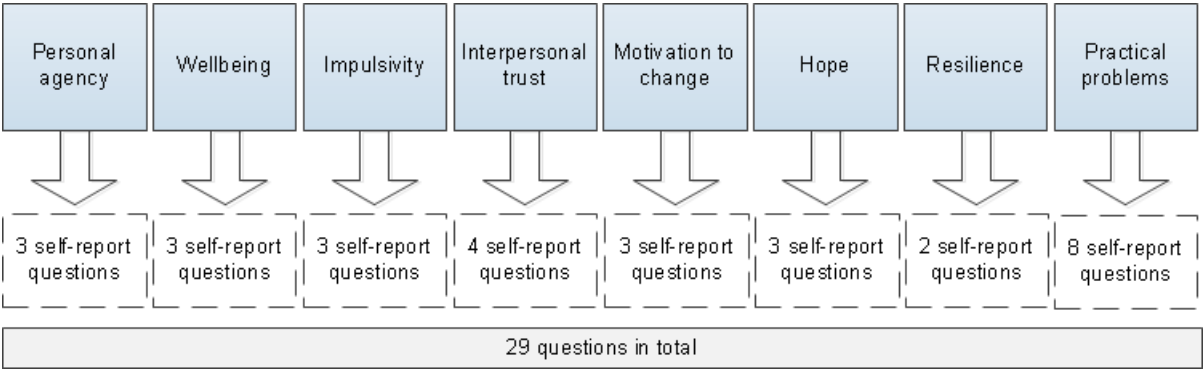 Personal
agency
Wellbeing
Impulsivity
Interpersonal
trust
Motivation to
change
Hope
Resilience
Practical
problems
3 self-report
questions
3 self-report
questions
3 self-report
questions
4 self-report
questions
3 self-report
questions
3 self-report
questions
2 self-report
questions
8 self-report
questions
29 questions in total